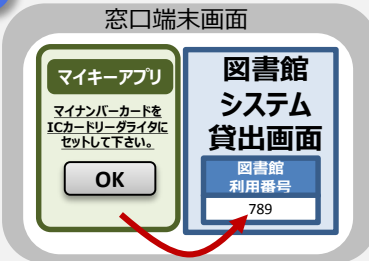 窓口端末画面
マイキーアプリ
マイナンバーカードを
ICカードリーダライタに
セットして下さい。
OK
図書館
システム
貸出画面
図書館
利用番号
789